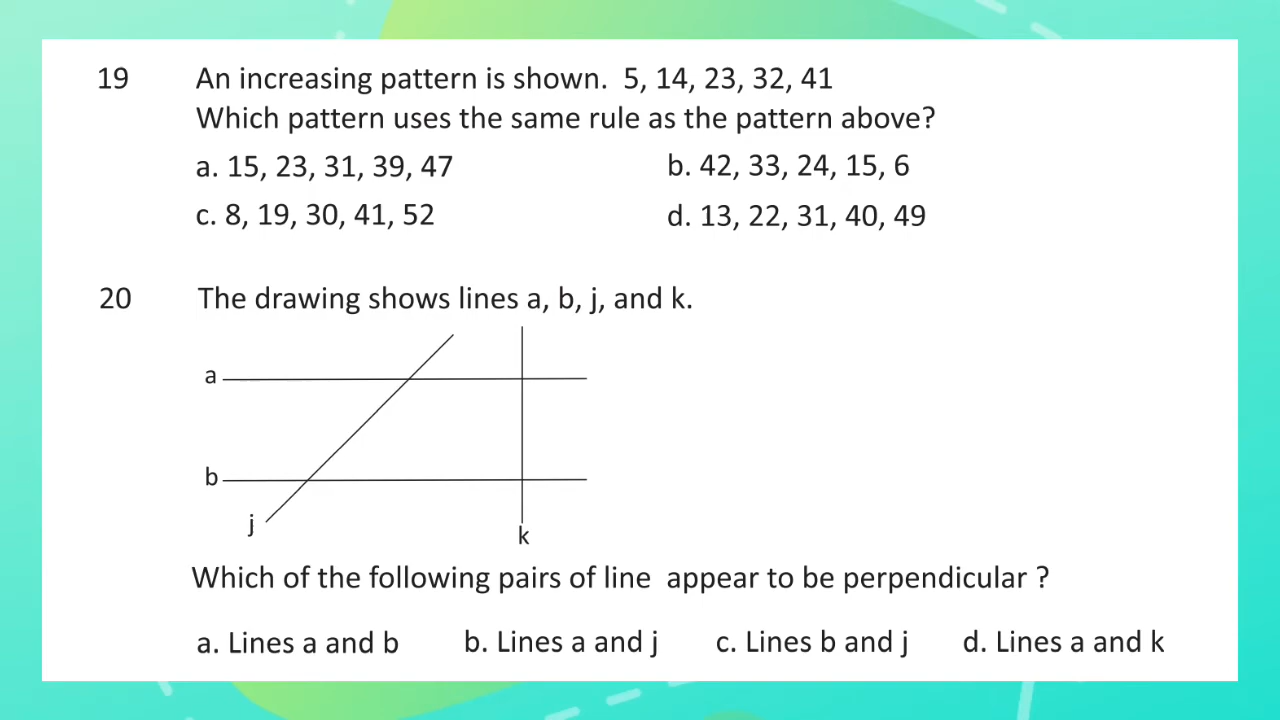 19 An increasing pattern is shown. 5, 14, 23, 32, 41
Which pattern uses the same rule as the pattern above?
a. 15, 23, 31, 39, 47 b. 42, 33, 24, 15, 6
c. 8, 19, 30, 41, 52 d. 13, 22, 31, 40, 49
20 The drawing shows lines a, b, j, and k.
a
b
j
k
Which of the following pairs of line appear to be perpendicular ?
a. Lines a and b b. Lines a and j c. Lines b and j d. Lines a and k